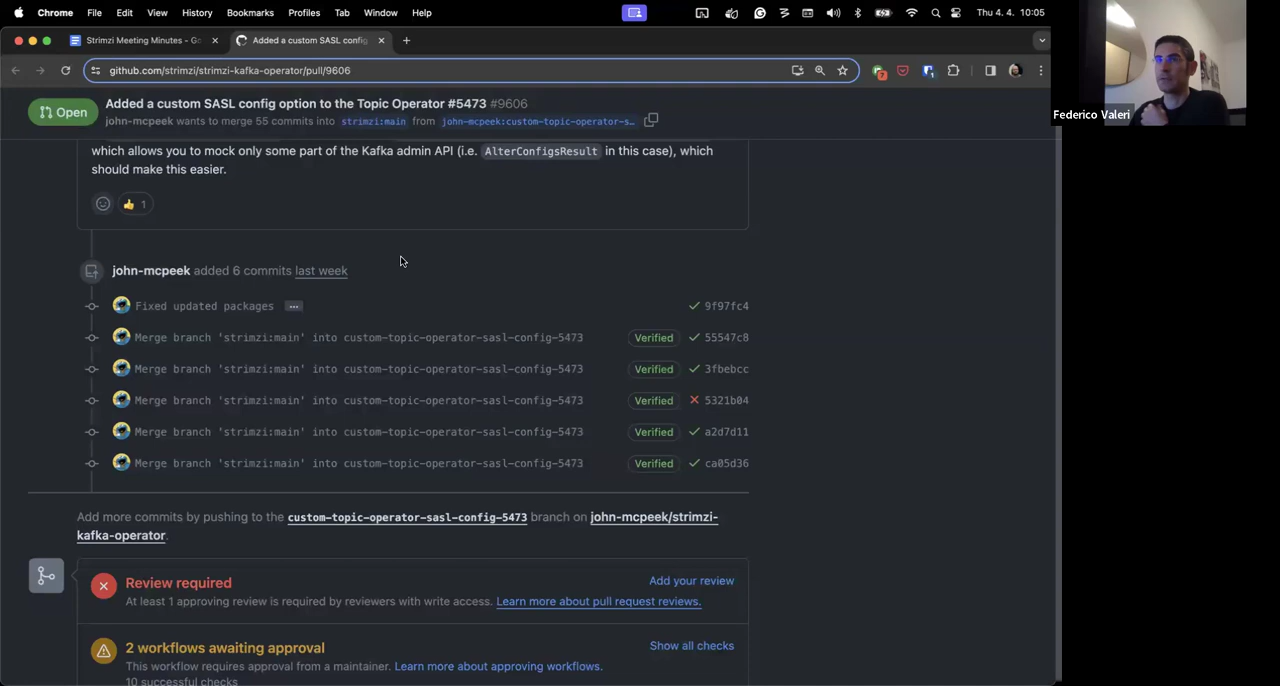 Chrome File Edit View History Bookmarks Profiles Tab Window Help Thu 4. 4. 10:05
Strimzi Meeting Minutes - Go
Added a custom SASL config
github.com/strimzi/strimzi-kafka-operator/pull/9606
7
1
Open
Added a custom SASL config option to the Topic Operator #5473 #9606
john-mcpeek wants to merge 55 commits into strimzi:main from john-mcpeek:custom-topic-operator-s…
Federico Valeri
which allows you to mock only some part of the Kafka admin API (i.e. AlterConfigsResult in this case), which
should make this easier.
👍 1
john-mcpeek added 6 commits last week
Fixed updated packages … 9f97fc4
Merge branch 'strimzi:main' into custom-topic-operator-sasl-config-5473 Verified 55547c8
Merge branch 'strimzi:main' into custom-topic-operator-sasl-config-5473 Verified 3fbebcc
Merge branch 'strimzi:main' into custom-topic-operator-sasl-config-5473 Verified 5321b04
Merge branch 'strimzi:main' into custom-topic-operator-sasl-config-5473 Verified a2d7d11
Merge branch 'strimzi:main' into custom-topic-operator-sasl-config-5473 Verified ca05d36
Add more commits by pushing to the custom-topic-operator-sasl-config-5473 branch on john-mcpeek/strimzi-
kafka-operator.
Review required Add your review
At least 1 approving review is required by reviewers with write access. Learn more about pull request reviews.
2 workflows awaiting approval Show all checks
This workflow requires approval from a maintainer. Learn more about approving workflows.
10 successful checks